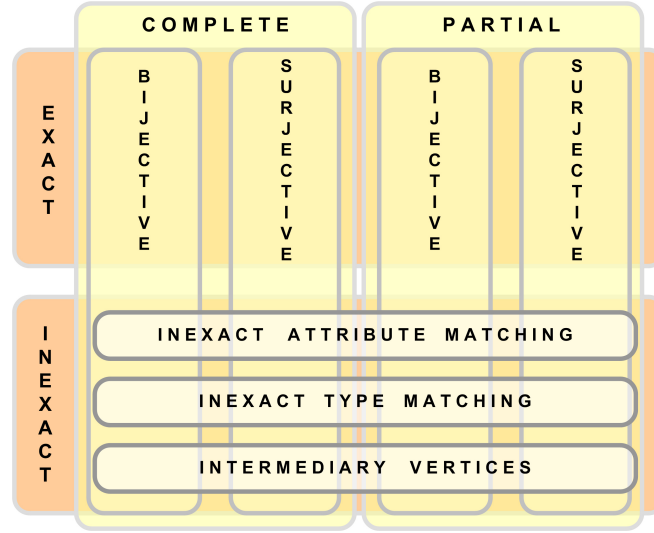 COMPLETE PARTIAL
EXACT
BIJECTIVE
SURJECTIVE
BIJECTIVE
SURJECTIVE
INEXACT
INEXACT ATTRIBUTE MATCHING
INEXACT TYPE MATCHING
INTERMEDIARY VERTICES